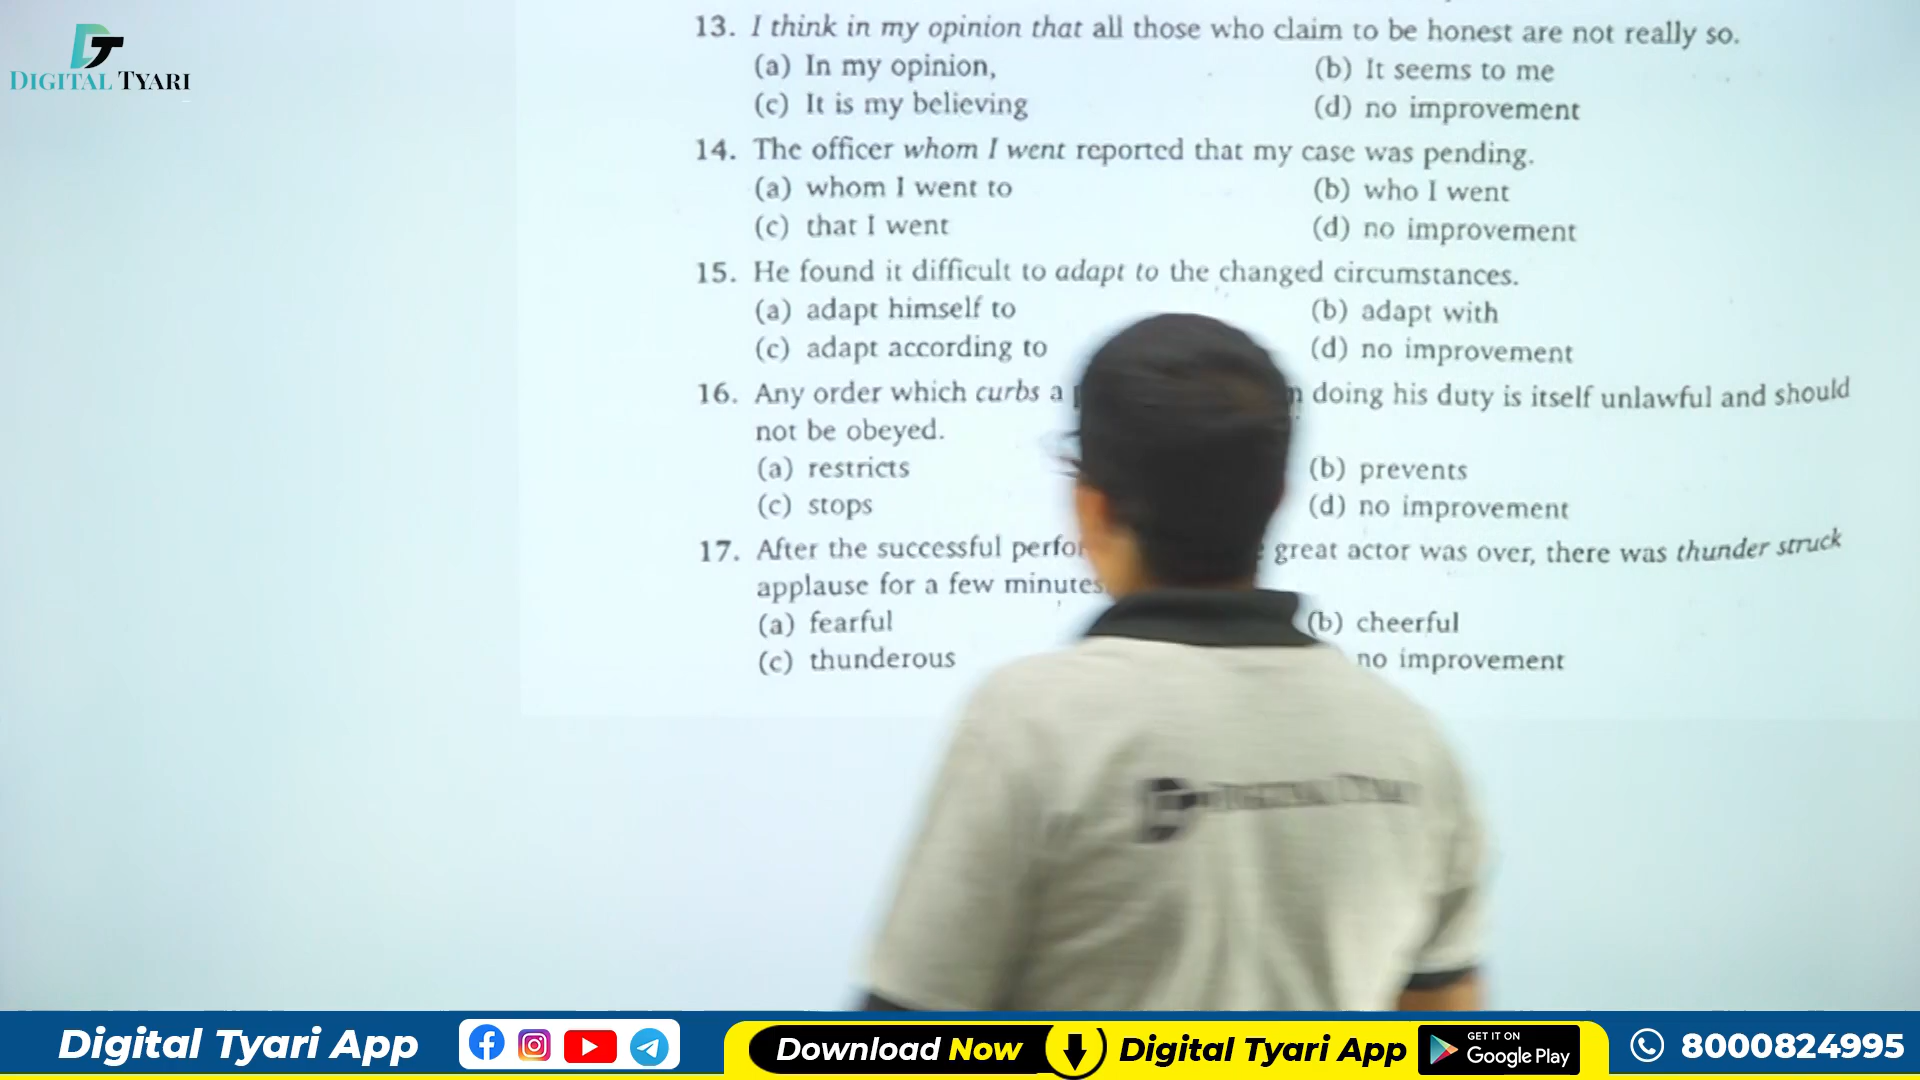 DIGITAL TYARI
13. I think in my opinion that all those who claim to be honest are not really so.
(a) In my opinion, (b) It seems to me
(c) It is my believing (d) no improvement
14. The officer whom I went reported that my case was pending.
(a) whom I went to (b) who I went
(c) that I went (d) no improvement
15. He found it difficult to adapt to the changed circumstances.
(a) adapt himself to (b) adapt with
(c) adapt according to (d) no improvement
16. Any order which curbs a doing his duty is itself unlawful and should
not be obeyed.
(a) restricts (b) prevents
(c) stops (d) no improvement
17. After the successful great actor was over, there was thunder struck
applause for a few minutes
(a) fearful (b) cheerful
(c) thunderous no improvement
Digital Tyari App
Download Now
Digital Tyari App
GET IT ON
Google Play
8000824995